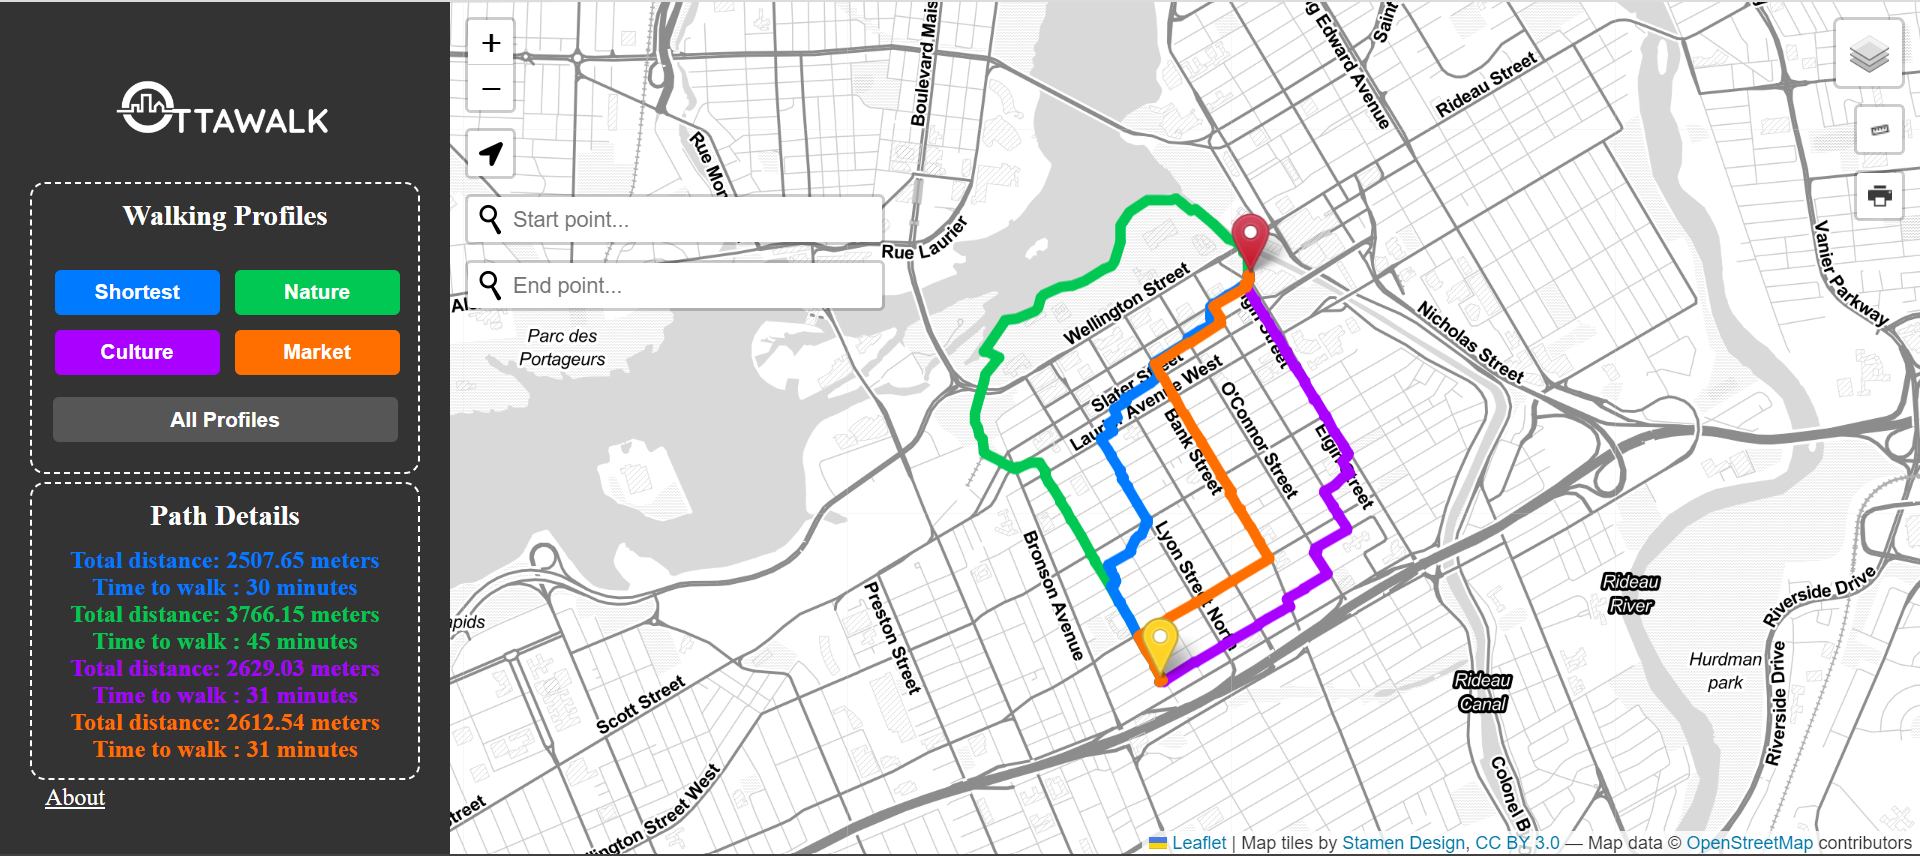 TTAWALK
Walking Profiles
Shortest
Nature
Culture
Market
All Profiles
Path Details
Total distance: 2507.65 meters
Time to walk : 30 minutes
Total distance: 3766.15 meters
Time to walk : 45 minutes
Total distance: 2629.03 meters
Time to walk : 31 minutes
Total distance: 2612.54 meters
Time to walk : 31 minutes
About
+
−
Start point...
End point...
Boulevard Mais
Rue Mor
Rue Laurier
Parc des
Portageurs
Wellington Street
Slater Street
Laurier Avenue West
Bank Street
O'Connor Street
Elgin Street
Elgin Street
Lyon Street North
Bronson Avenue
Preston Street
Scott Street
ington Street West
treet
apids
Edward Avenue
Saint
Rideau Street
Nicholas Street
Vanier Parkway
Rideau
River
Riverside Drive
Riverside Drive
Hurdman
park
Rideau
Canal
Colonel B
Leaflet | Map tiles by Stamen Design, CC BY 3.0 — Map data © OpenStreetMap contributors